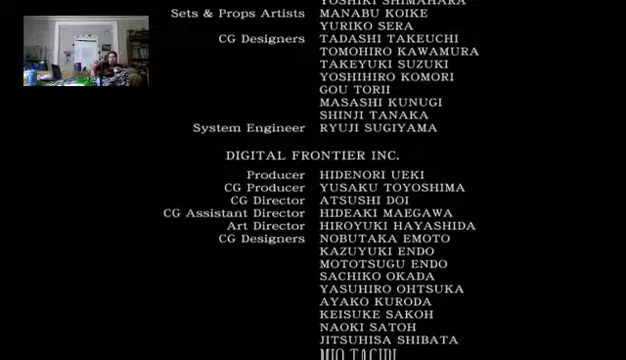 YOSHIKI SHIMAHARA
Sets & Props Artists MANABU KOIKE
YURIKO SERA
CG Designers TADASHI TAKEUCHI
TOMOHIRO KAWAMURA
TAKEYUKI SUZUKI
YOSHIHIRO KOMORI
GOU TORII
MASASHI KUNUGI
SHINJI TANAKA
System Engineer RYUJI SUGIYAMA
DIGITAL FRONTIER INC.
Producer HIDENORI UEKI
CG Producer YUSAKU TOYOSHIMA
CG Director ATSUSHI DOI
CG Assistant Director HIDEAKI MAEGAWA
Art Director HIROYUKI HAYASHIDA
CG Designers NOBUTAKA EMOTO
KAZUYUKI ENDO
MOTOTSUGU ENDO
SACHIKO OKADA
YASUHIRO OHTSUKA
AYAKO KURODA
KEISUKE SAKOH
NAOKI SATOH
JITSUHISA SHIBATA